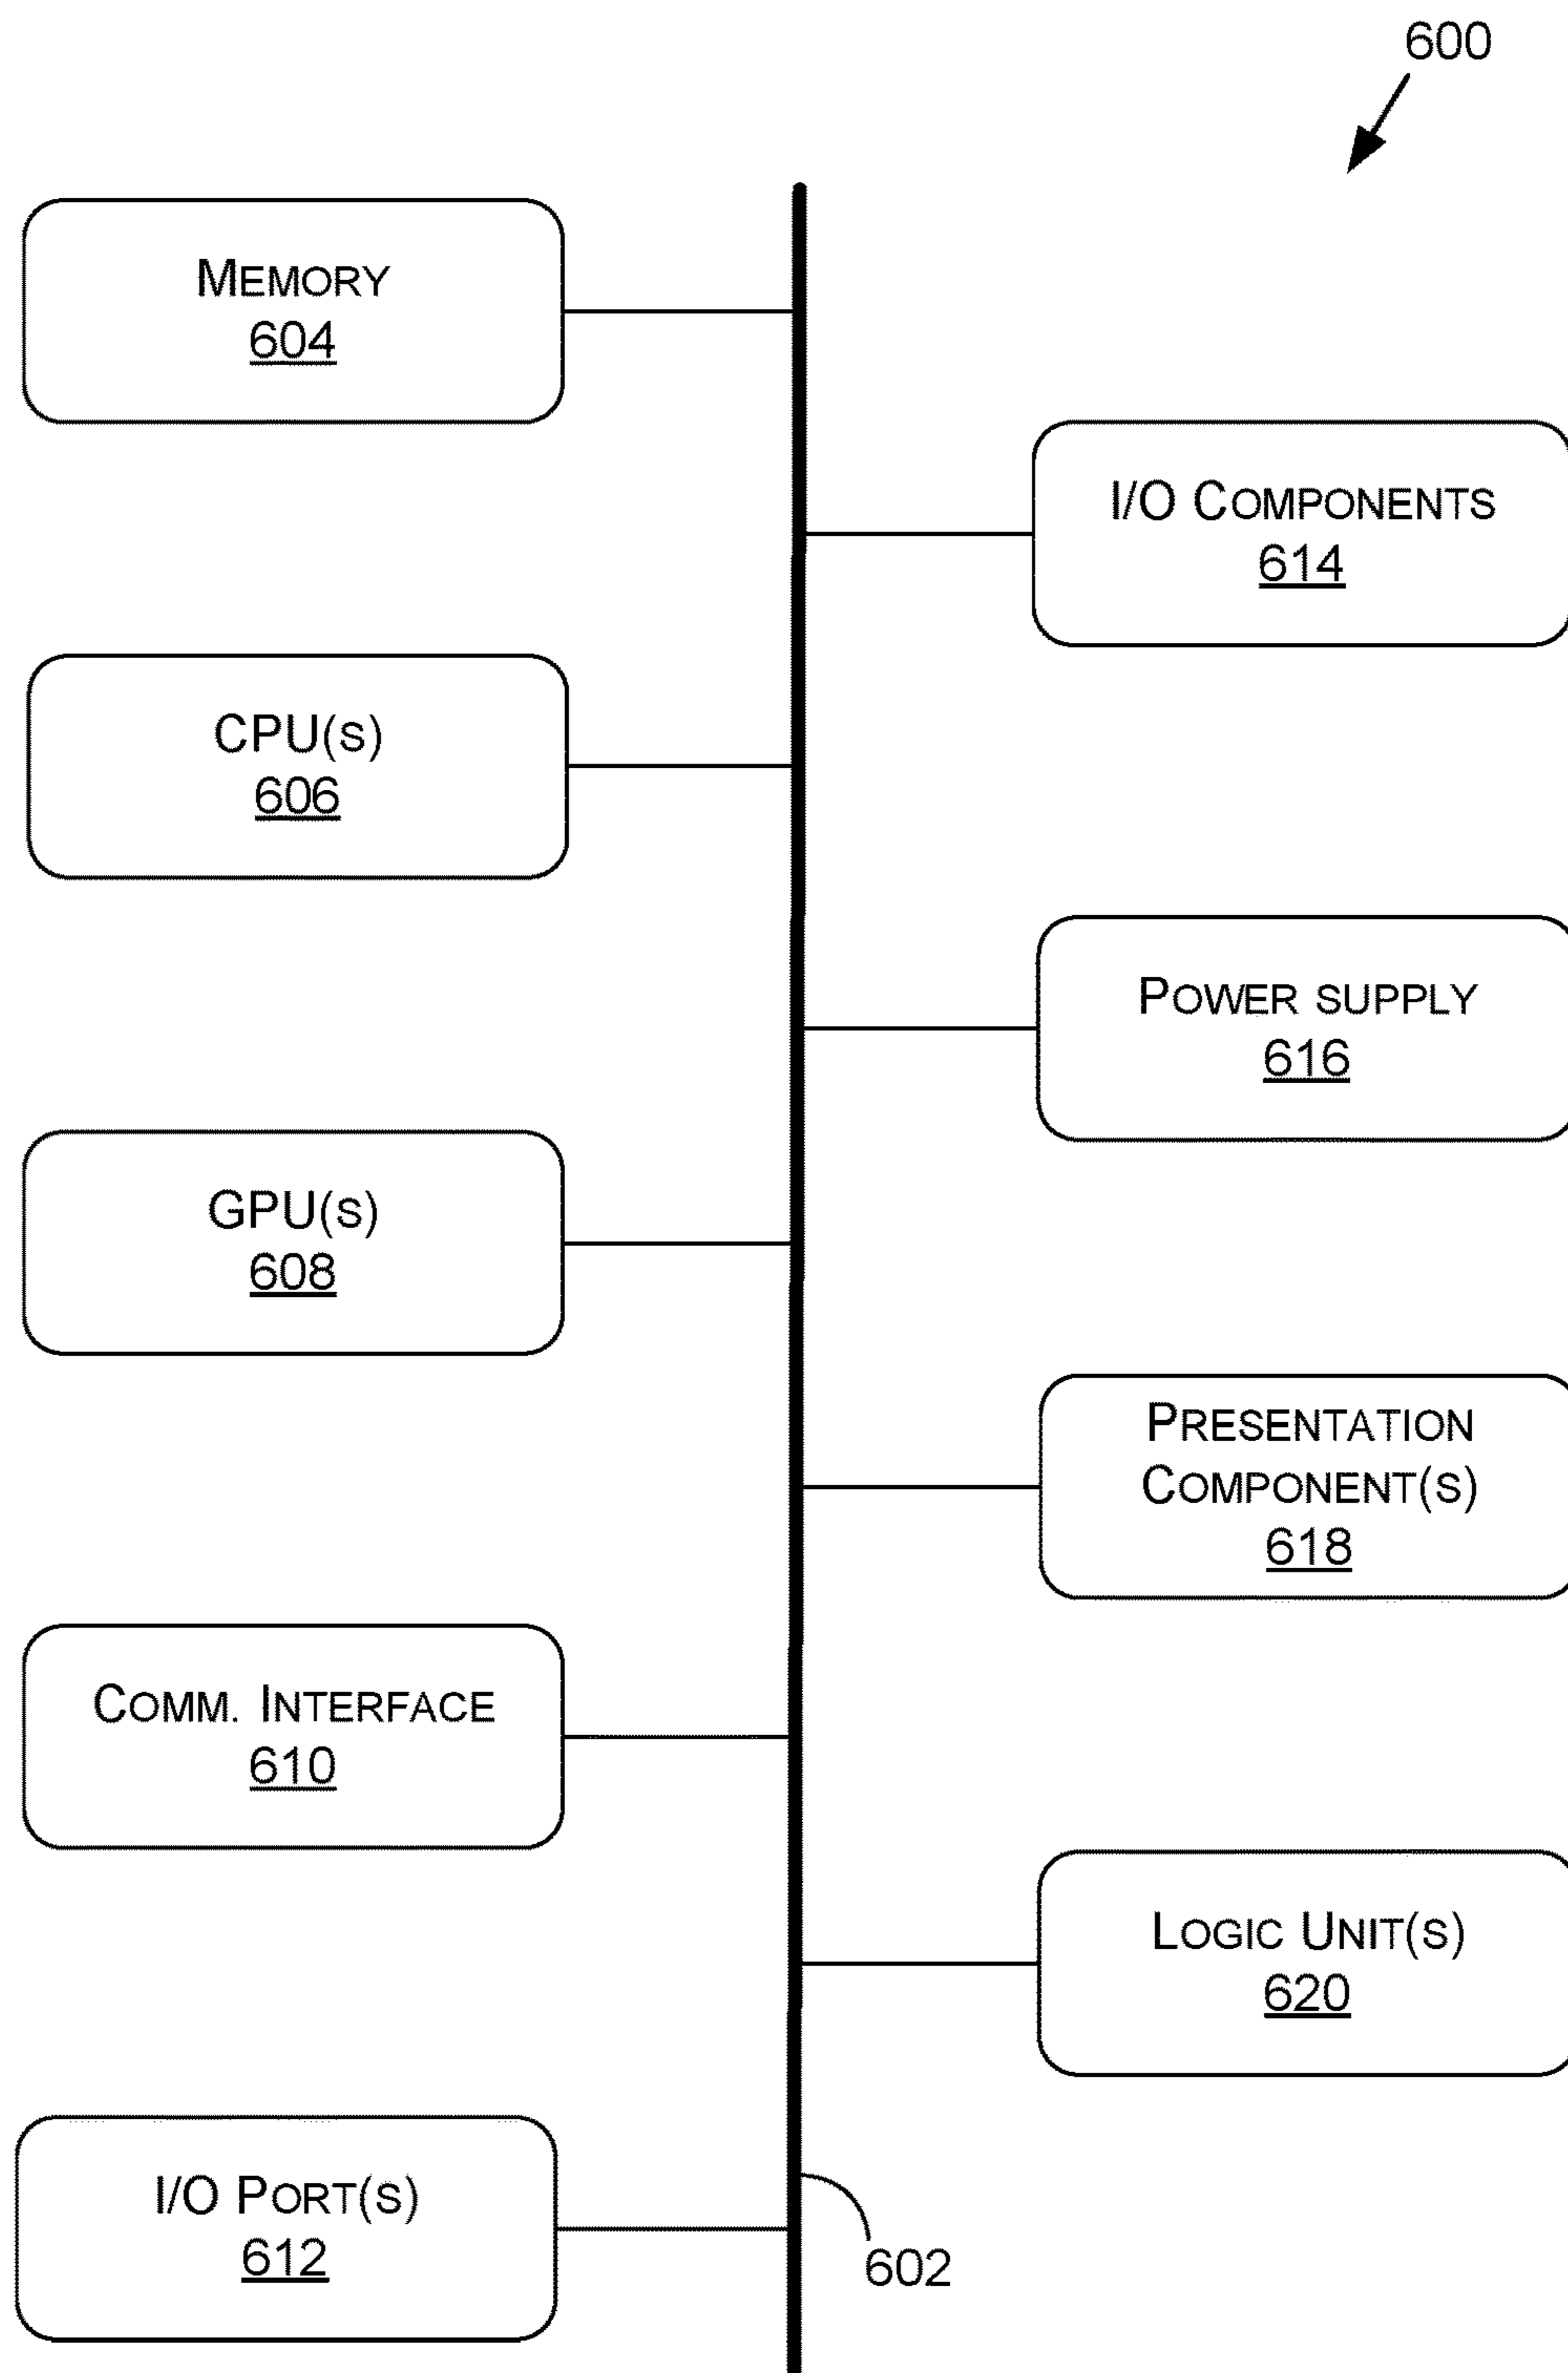 600
MEMORY
604
I/O COMPONENTS
614
CPU(S)
606
POWER SUPPLY
616
GPU(S)
608
PRESENTATION
COMPONENT(S)
618
COMM. INTERFACE
610
LOGIC UNIT(S)
620
I/O PORT(S)
612
602